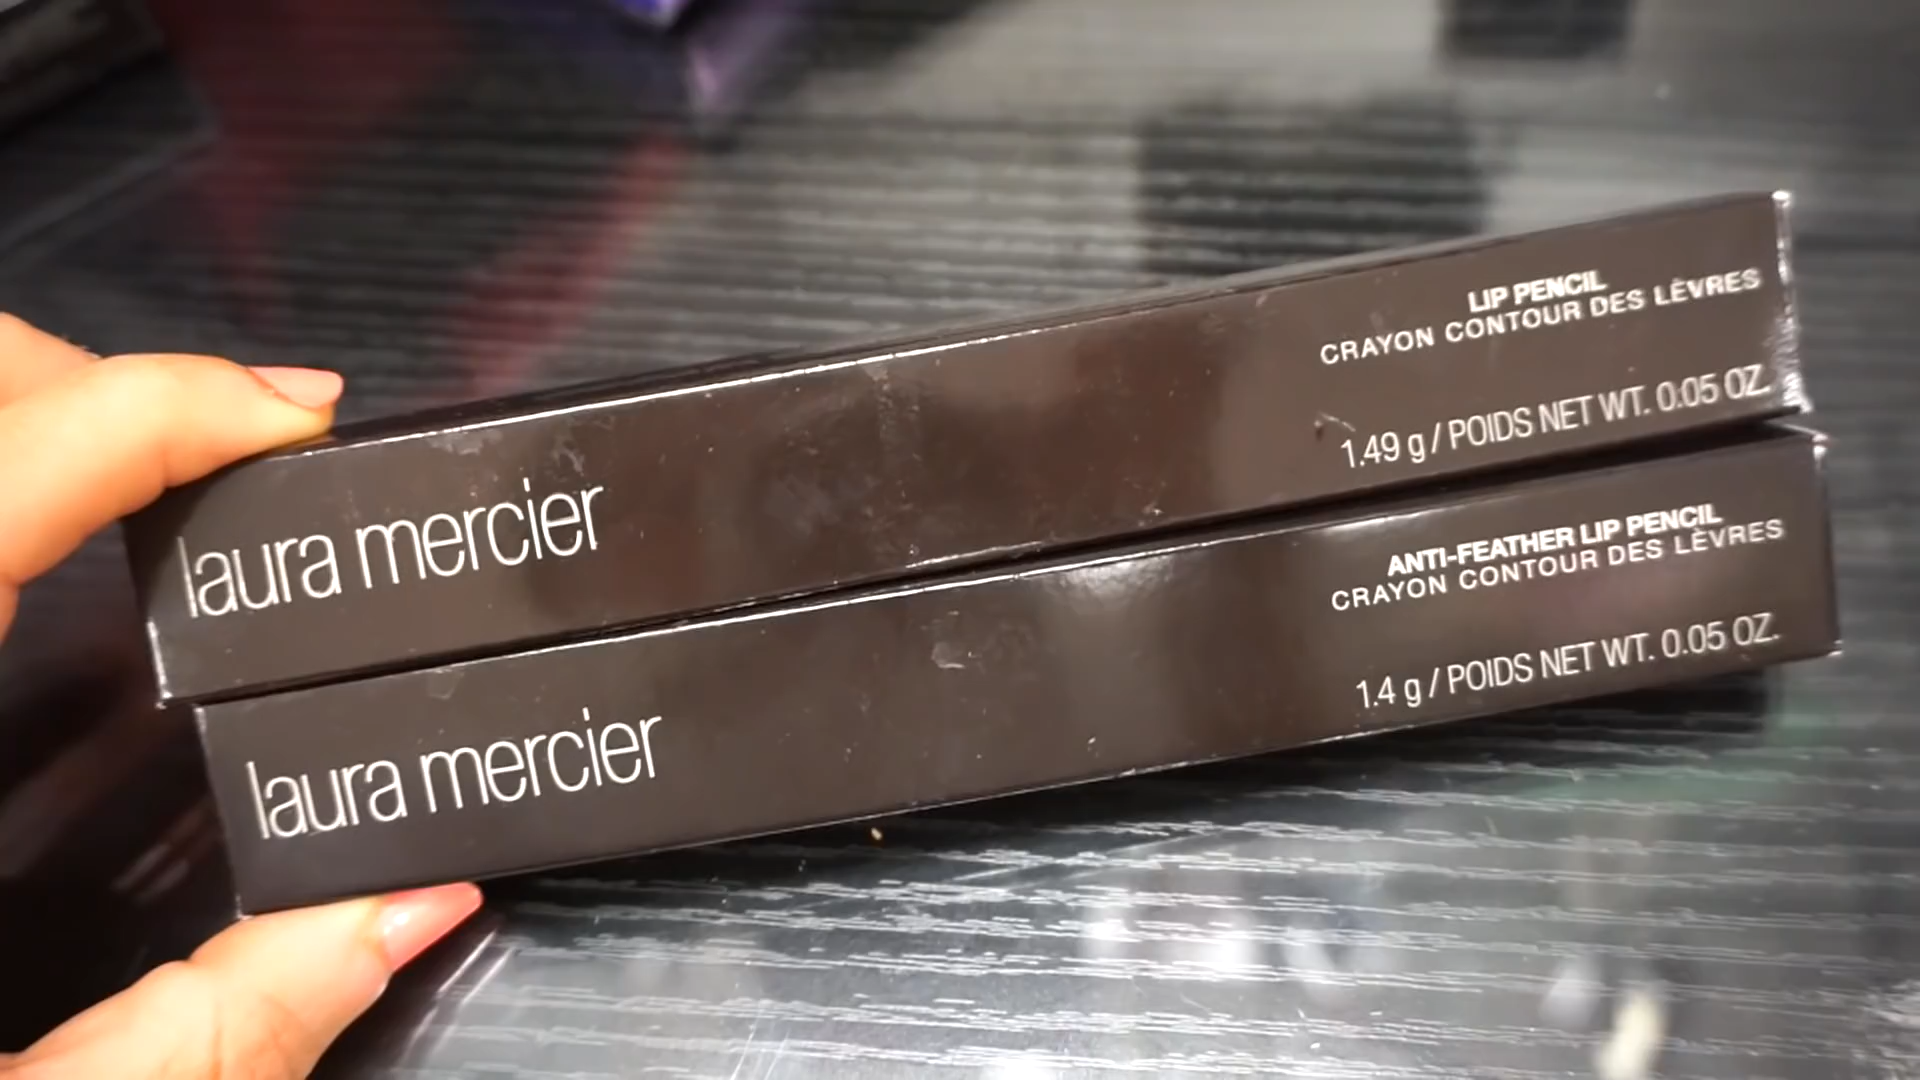 laura mercier
LIP PENCIL
CRAYON CONTOUR DES LÈVRES
1.49 g / POIDS NET WT. 0.05 OZ.
laura mercier
ANTI-FEATHER LIP PENCIL
CRAYON CONTOUR DES LÈVRES
1.4 g / POIDS NET WT. 0.05 OZ.